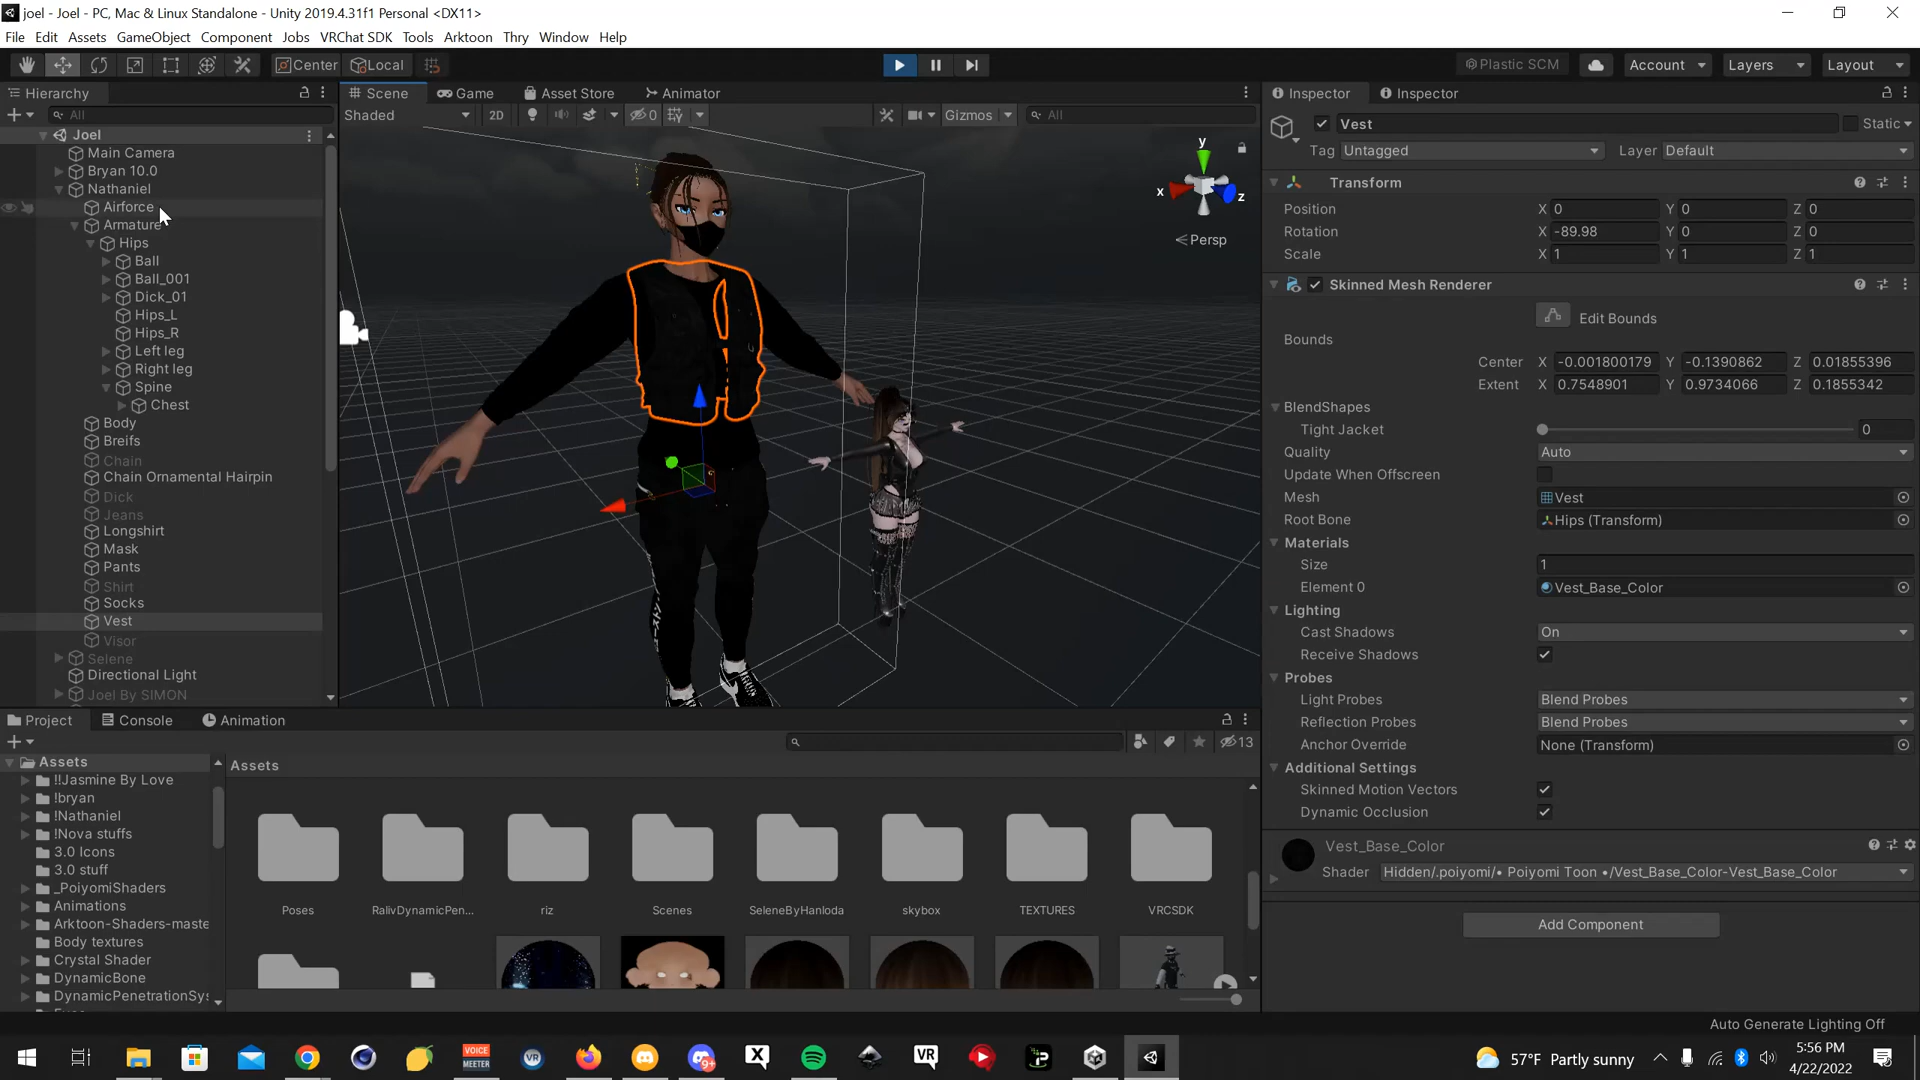 joel - Joel - PC, Mac & Linux Standalone - Unity 2019.4.31f1 Personal <DX11>
File Edit Assets GameObject Component Jobs VRChat SDK Tools Arktoon Thry Window Help
Center Local Plastic SCM Account Layers Layout
Hierarchy Scene Game Asset Store Animator Inspector Inspector
All Shaded 2D 0 Gizmos All Vest Static
Joel
Main Camera
Bryan 10.0
Nathaniel
Airforce
Armature
Hips
Ball
Ball_001
Dick_01
Hips_L
Hips_R
Left leg
Right leg
Spine
Chest
Body
Breifs
Chain
Chain Ornamental Hairpin
Dick
Jeans
Longshirt
Mask
Pants
Shirt
Socks
Vest
Visor
Selene
Directional Light
Joel By SIMON
y
x
z
Persp
Tag Untagged Layer Default
Transform
Position X 0 Y 0 Z 0
Rotation X -89.98 Y 0 Z 0
Scale X 1 Y 1 Z 1
Skinned Mesh Renderer
Edit Bounds
Bounds
Center X -0.001800179 Y -0.1390862 Z 0.01855396
Extent X 0.7548901 Y 0.9734066 Z 0.1855342
BlendShapes
Tight Jacket 0
Quality Auto
Update When Offscreen
Mesh Vest
Root Bone Hips (Transform)
Materials
Size 1
Element 0 Vest_Base_Color
Lighting
Cast Shadows On
Receive Shadows
Probes
Light Probes Blend Probes
Reflection Probes Blend Probes
Anchor Override None (Transform)
Additional Settings
Skinned Motion Vectors
Dynamic Occlusion
Vest_Base_Color
Shader Hidden/.poiyomi/• Poiyomi Toon •/Vest_Base_Color-Vest_Base_Color
Add Component
Project Console Animation
13
Assets
!!Jasmine By Love
!bryan
!Nathaniel
!Nova stuffs
3.0 Icons
3.0 stuff
_PoiyomiShaders
Animations
Arktoon-Shaders-maste
Body textures
Crystal Shader
DynamicBone
DynamicPenetrationSy
Assets
Poses RalivDynamicPen... riz Scenes SeleneByHanloda skybox TEXTURES VRCSDK
Auto Generate Lighting Off
VOICE MEETER
VR
9+
X
VR
57°F Partly sunny
5:56 PM
4/22/2022